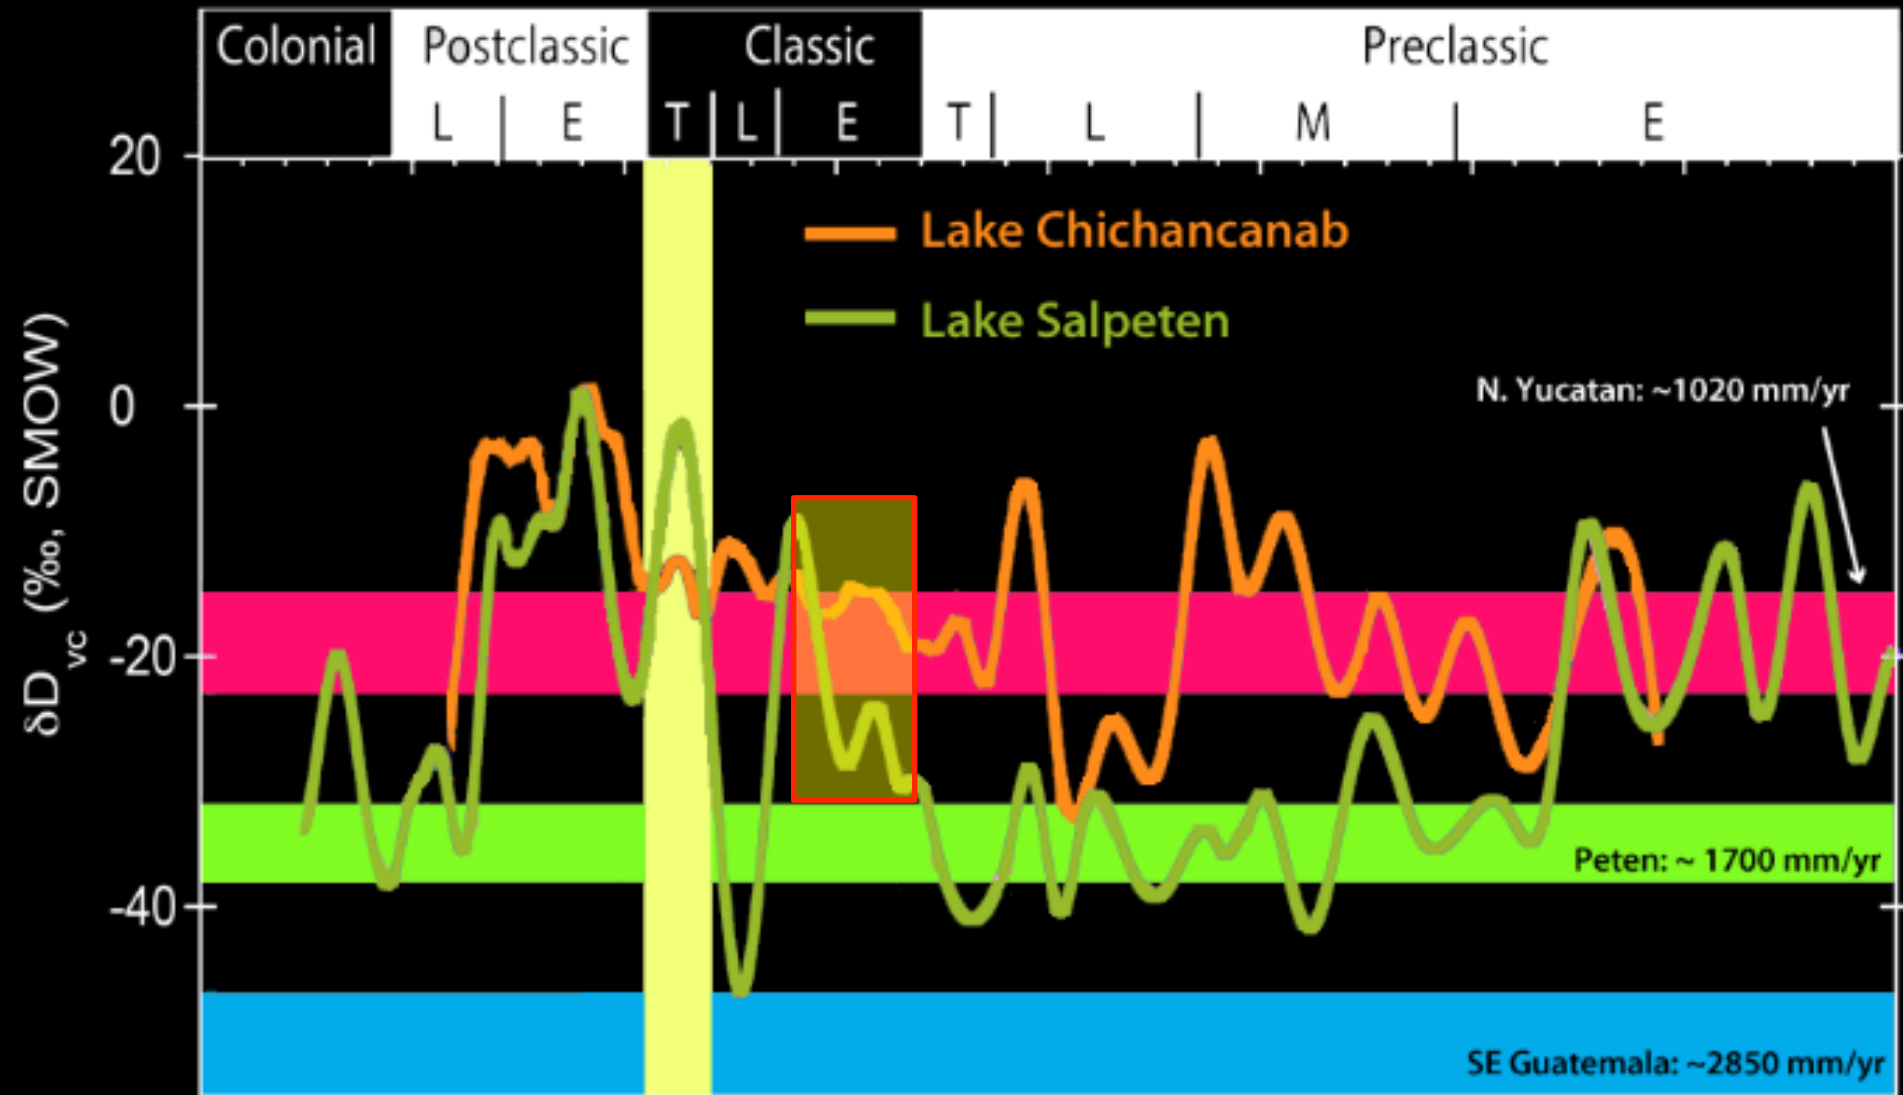 Colonial Postclassic Classic Preclassic
L | E T | L | E T | L | M | E
20
Lake Chichancanab
Lake Salpeten
N. Yucatan: ~1020 mm/yr
0
-20
-40
δD vc (‰, SMOW)
Peten: ~ 1700 mm/yr
SE Guatemala: ~2850 mm/yr